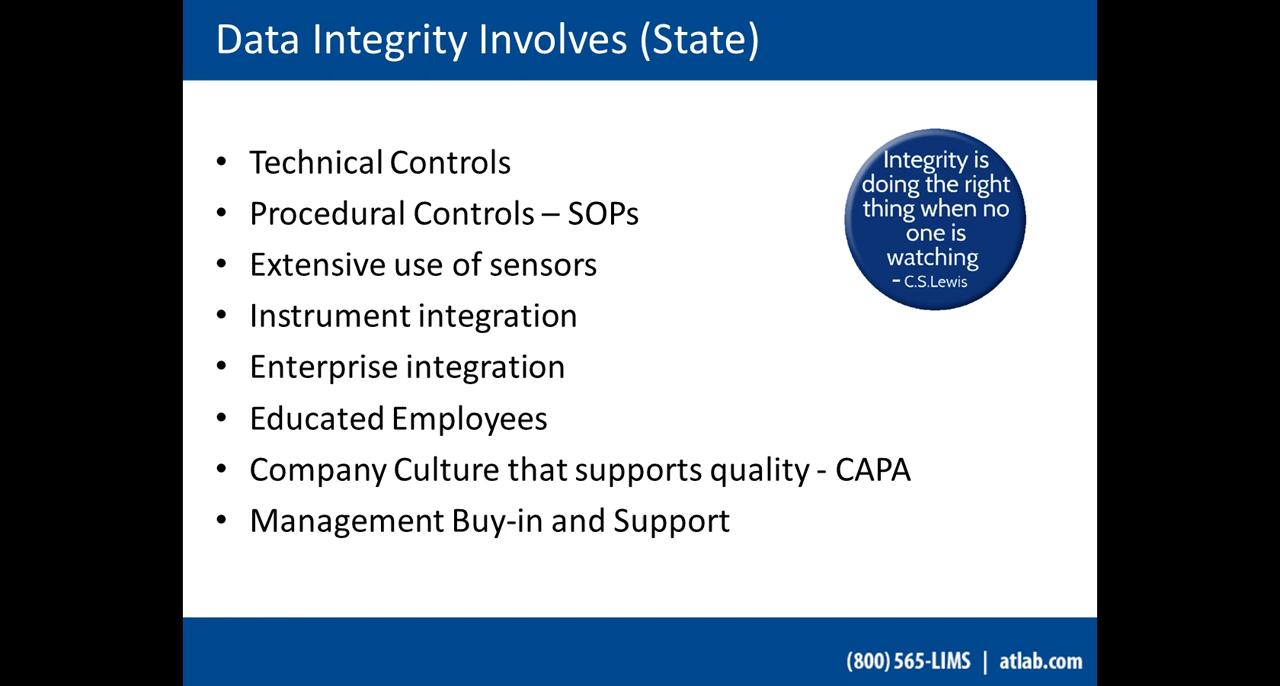 Data Integrity Involves (State)
• Technical Controls
• Procedural Controls – SOPs
• Extensive use of sensors
• Instrument integration
• Enterprise integration
• Educated Employees
• Company Culture that supports quality - CAPA
• Management Buy-in and Support
Integrity is
doing the right
thing when no
one is
watching
– C.S.Lewis
(800) 565-LIMS | atlab.com